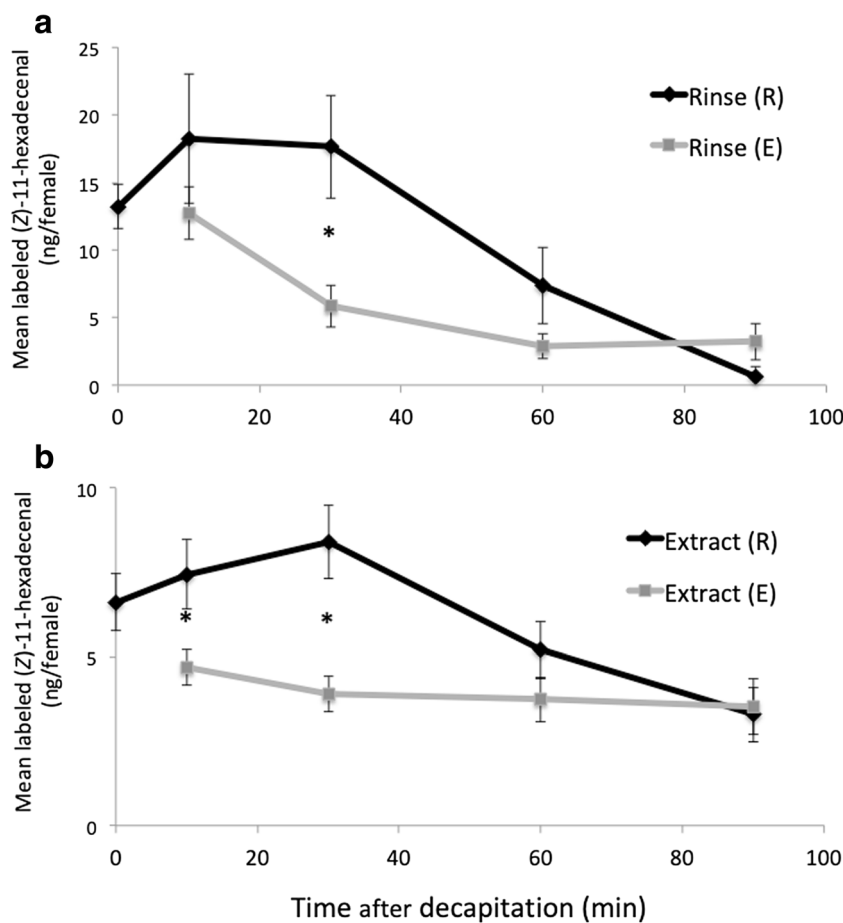 a
Mean labeled (Z)-11-hexadecenal
(ng/female)
25
20
15
10
5
0
Rinse (R)
Rinse (E)
*
0 20 40 60 80 100
b
Mean labeled (Z)-11-hexadecenal
(ng/female)
10
5
0
Extract (R)
Extract (E)
* *
0 20 40 60 80 100
Time after decapitation (min)